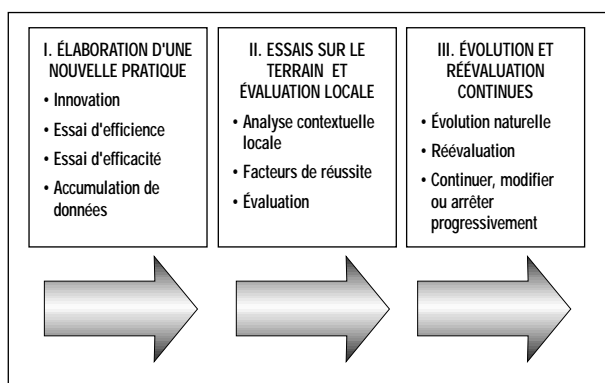 I. ÉLABORATION D'UNE
NOUVELLE PRATIQUE
• Innovation
• Essai d'efficience
• Essai d'efficacité
• Accumulation de
données
II. ESSAIS SUR LE
TERRAIN ET
ÉVALUATION LOCALE
• Analyse contextuelle
locale
• Facteurs de réussite
• Évaluation
III. ÉVOLUTION ET
RÉÉVALUATION
CONTINUES
• Évolution naturelle
• Réévaluation
• Continuer, modifier
ou arrêter
progressivement